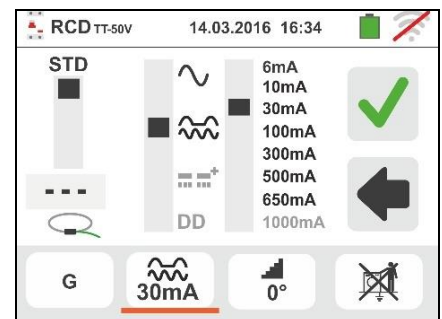 RCD TT-50V 14.03.2016 16:34
STD
6mA
10mA
30mA
100mA
300mA
500mA
650mA
DD 1000mA
- - -
G 30mA 0°